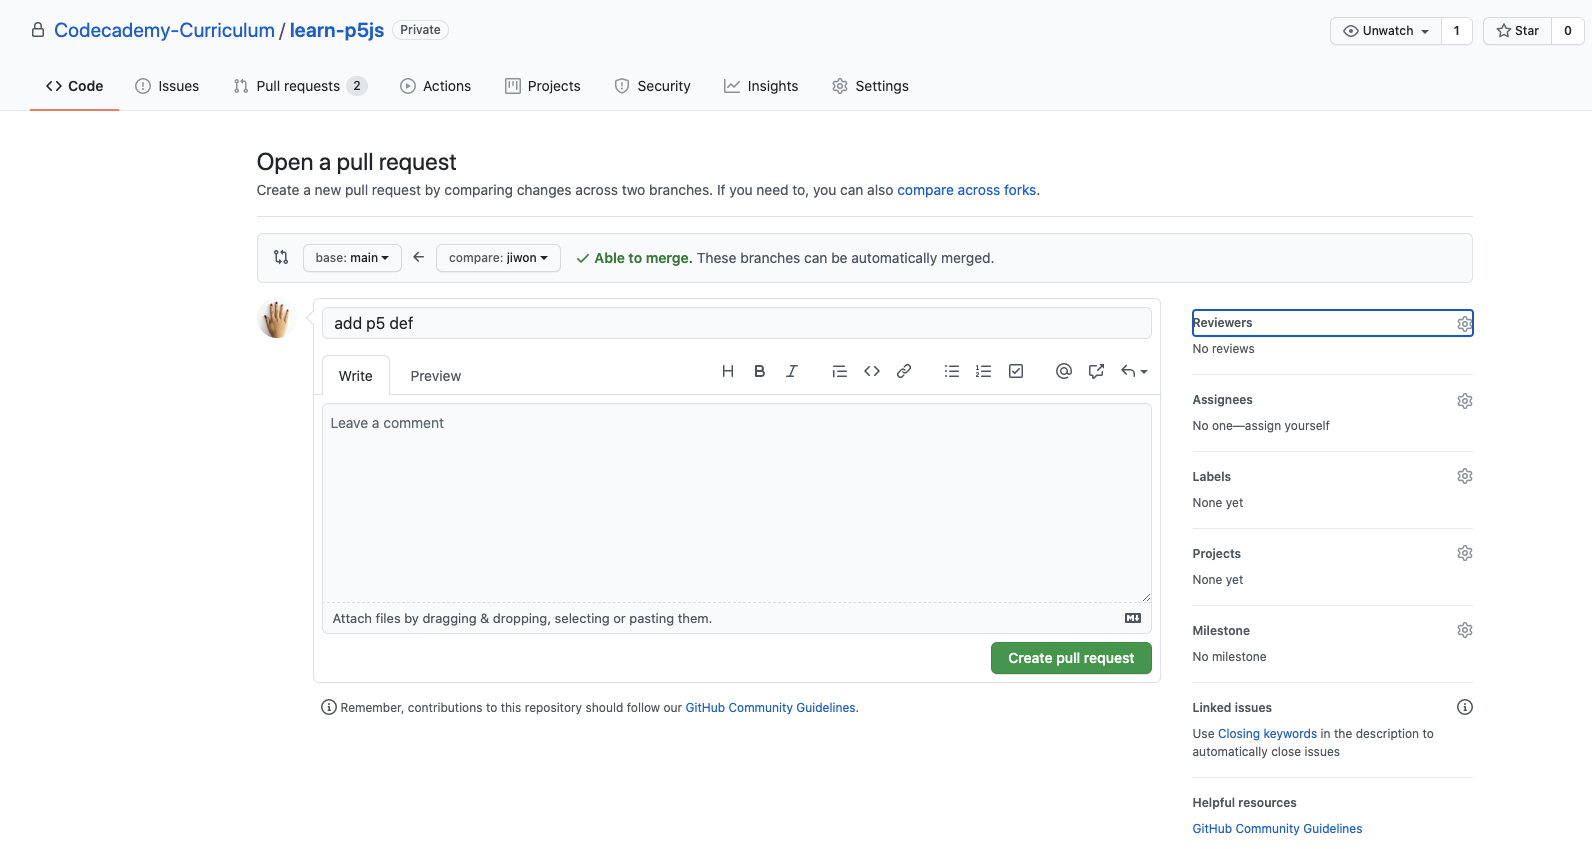 Codecademy-Curriculum / learn-p5js Private
Unwatch 1 Star 0
Code Issues Pull requests 2 Actions Projects Security Insights Settings
Open a pull request
Create a new pull request by comparing changes across two branches. If you need to, you can also compare across forks.
base: main compare: jiwon Able to merge. These branches can be automatically merged.
add p5 def
Write Preview
Leave a comment
Attach files by dragging & dropping, selecting or pasting them.
Create pull request
Remember, contributions to this repository should follow our GitHub Community Guidelines.
Reviewers
No reviews
Assignees
No one—assign yourself
Labels
None yet
Projects
None yet
Milestone
No milestone
Linked issues
Use Closing keywords in the description to
automatically close issues
Helpful resources
GitHub Community Guidelines